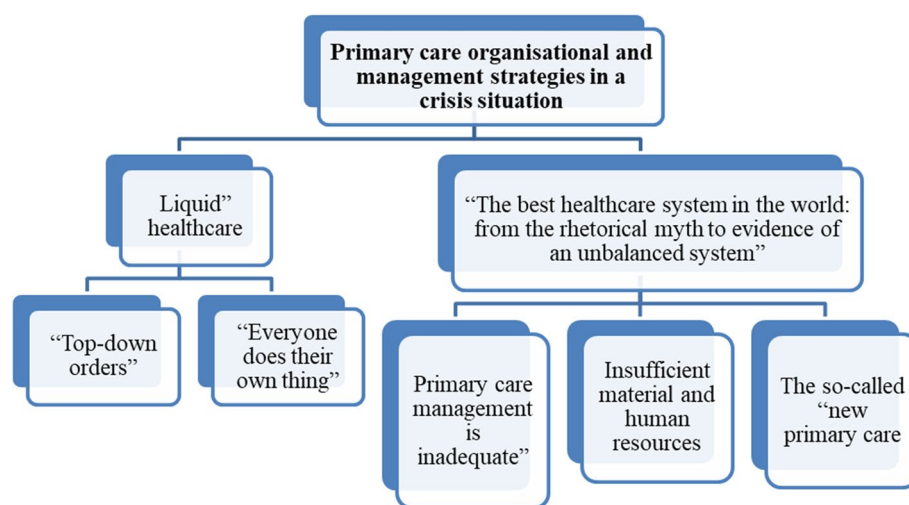 Primary care organisational and
management strategies in a
crisis situation
Liquid”
healthcare
“The best healthcare system in the world:
from the rhetorical myth to evidence of
an unbalanced system”
“Top-down
orders”
“Everyone
does their
own thing”
Primary care
management
is
inadequate”
Insufficient
material and
human
resources
The so-called
“new
primary care